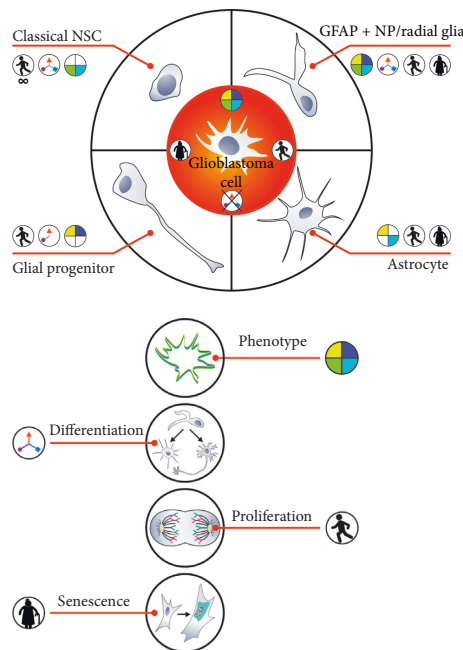 Classical NSC
GFAP + NP/radial glia
∞
Glioblastoma
cell
Glial progenitor
Astrocyte
Phenotype
Differentiation
Proliferation
Senescence